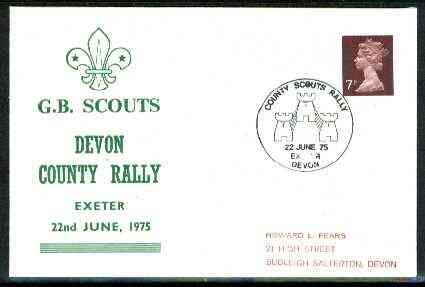 G.B. SCOUTS
DEVON
COUNTY RALLY
EXETER
22nd JUNE, 1975
7P
COUNTY SCOUTS RALLY
22 JUNE 75
DEVON
HOWARD L. FEARS
21 HIGH STREET
BUDLEIGH SALTERTON, DEVON